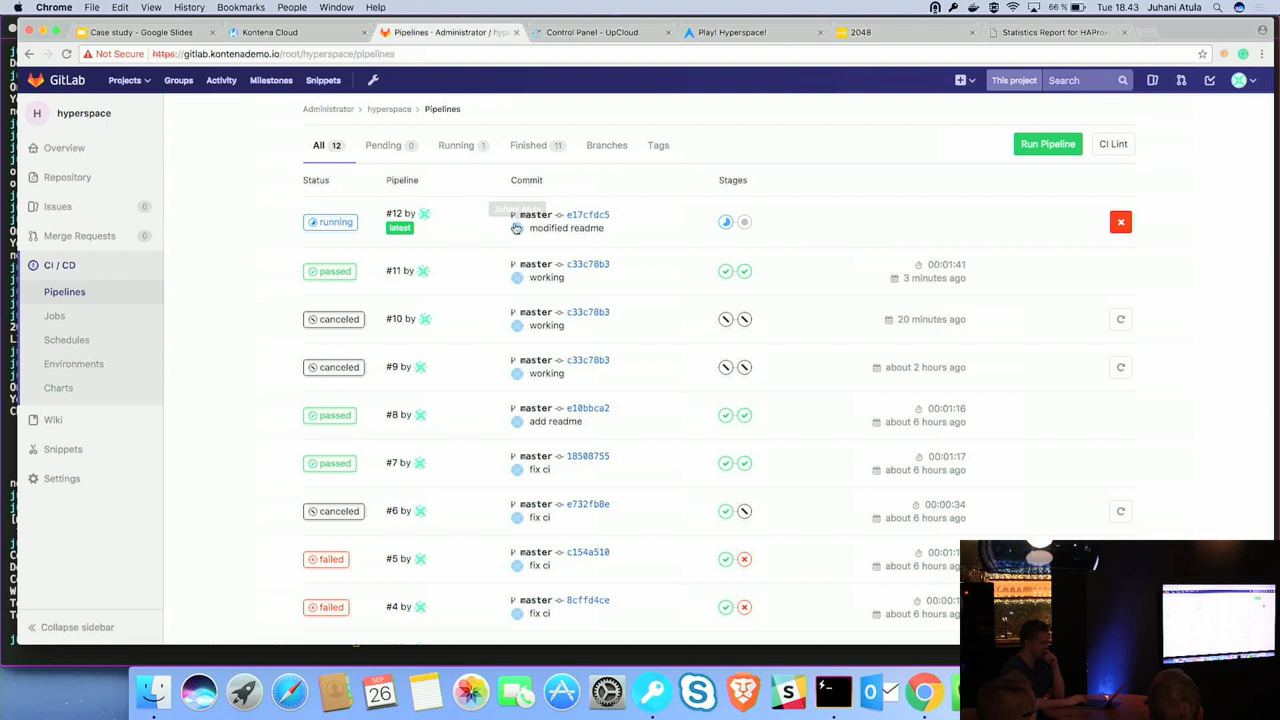 Chrome File Edit View History Bookmarks People Window Help 66 % Tue 18.43 Juhani Atula
Case study - Google Slides Kontena Cloud Pipelines · Administrator / hyp Control Panel - UpCloud Play! Hyperspace! 2048 Statistics Report for HAPro
Not Secure https://gitlab.kontenademo.io/root/hyperspace/pipelines
GitLab Projects Groups Activity Milestones Snippets This project Search
H hyperspace
Overview
Repository
Issues 0
Merge Requests 0
CI / CD
Pipelines
Jobs
Schedules
Environments
Charts
Wiki
Snippets
Settings
Collapse sidebar
Administrator > hyperspace > Pipelines
All 12 Pending 0 Running 1 Finished 11 Branches Tags Run Pipeline CI Lint
Status Pipeline Commit Stages
Juhani Atula
running #12 by master e17cfdc5
latest modified readme
passed #11 by master c33c78b3 00:01:41
working 3 minutes ago
canceled #10 by master c33c78b3 20 minutes ago
working
canceled #9 by master c33c78b3 about 2 hours ago
working
passed #8 by master e10bbca2 00:01:16
add readme about 6 hours ago
passed #7 by master 18508755 00:01:17
fix ci about 6 hours ago
canceled #6 by master e732fb8e 00:00:34
fix ci about 6 hours ago
failed #5 by master c154a510 00:01:1
fix ci about 6 hours ago
failed #4 by master 8cffd4ce 00:00:
fix ci about 6 hours ago
SEP
26